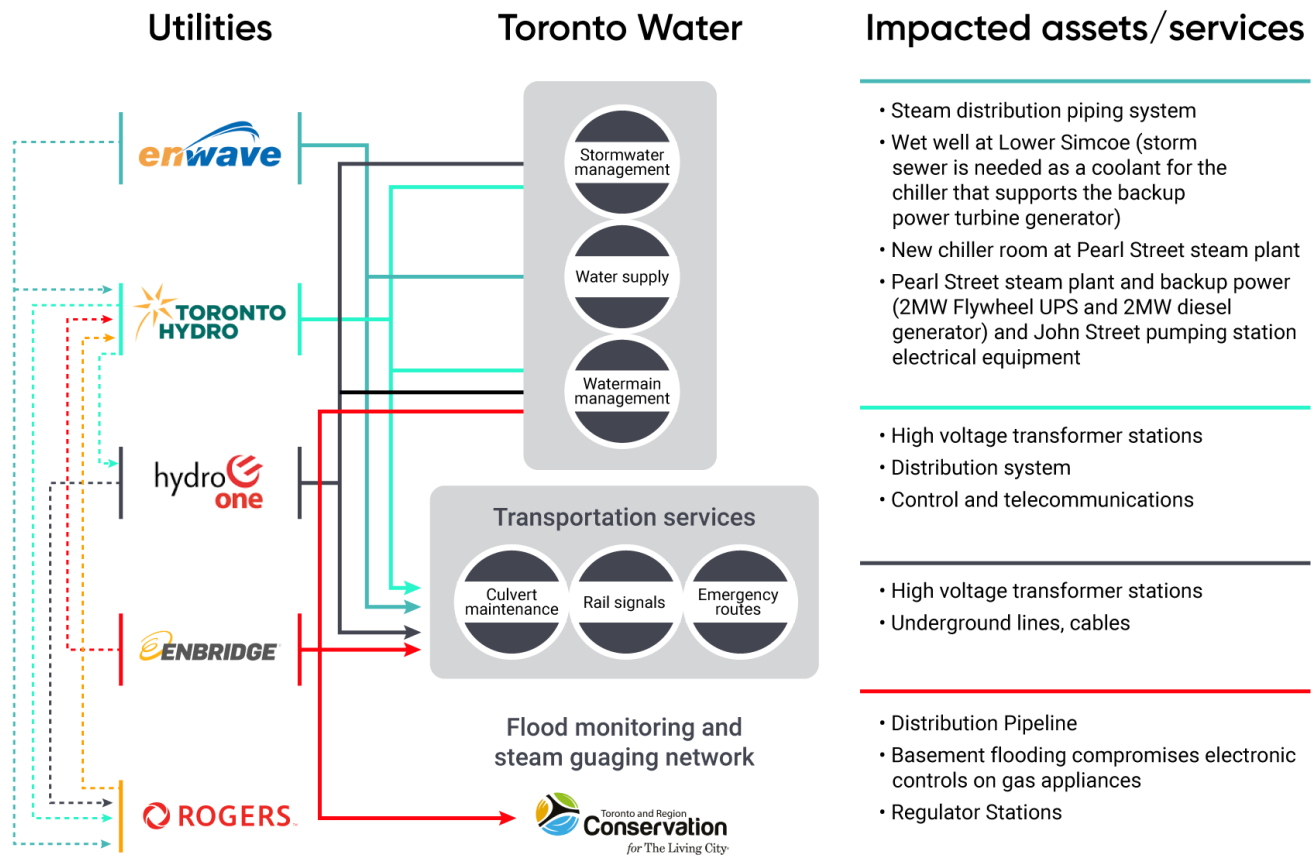 Utilities
Toronto Water
Impacted assets/services
enwave
TORONTO
HYDRO
hydro
one
ENBRIDGE
ROGERS™
Stormwater
management
Water supply
Watermain
management
Transportation services
Culvert
maintenance
Rail signals
Emergency
routes
Flood monitoring and
steam guaging network
Toronto and Region
Conservation
for The Living City·
• Steam distribution piping system
• Wet well at Lower Simcoe (storm
sewer is needed as a coolant for the
chiller that supports the backup
power turbine generator)
• New chiller room at Pearl Street steam plant
• Pearl Street steam plant and backup power
(2MW Flywheel UPS and 2MW diesel
generator) and John Street pumping station
electrical equipment
• High voltage transformer stations
• Distribution system
• Control and telecommunications
• High voltage transformer stations
• Underground lines, cables
• Distribution Pipeline
• Basement flooding compromises electronic
controls on gas appliances
• Regulator Stations